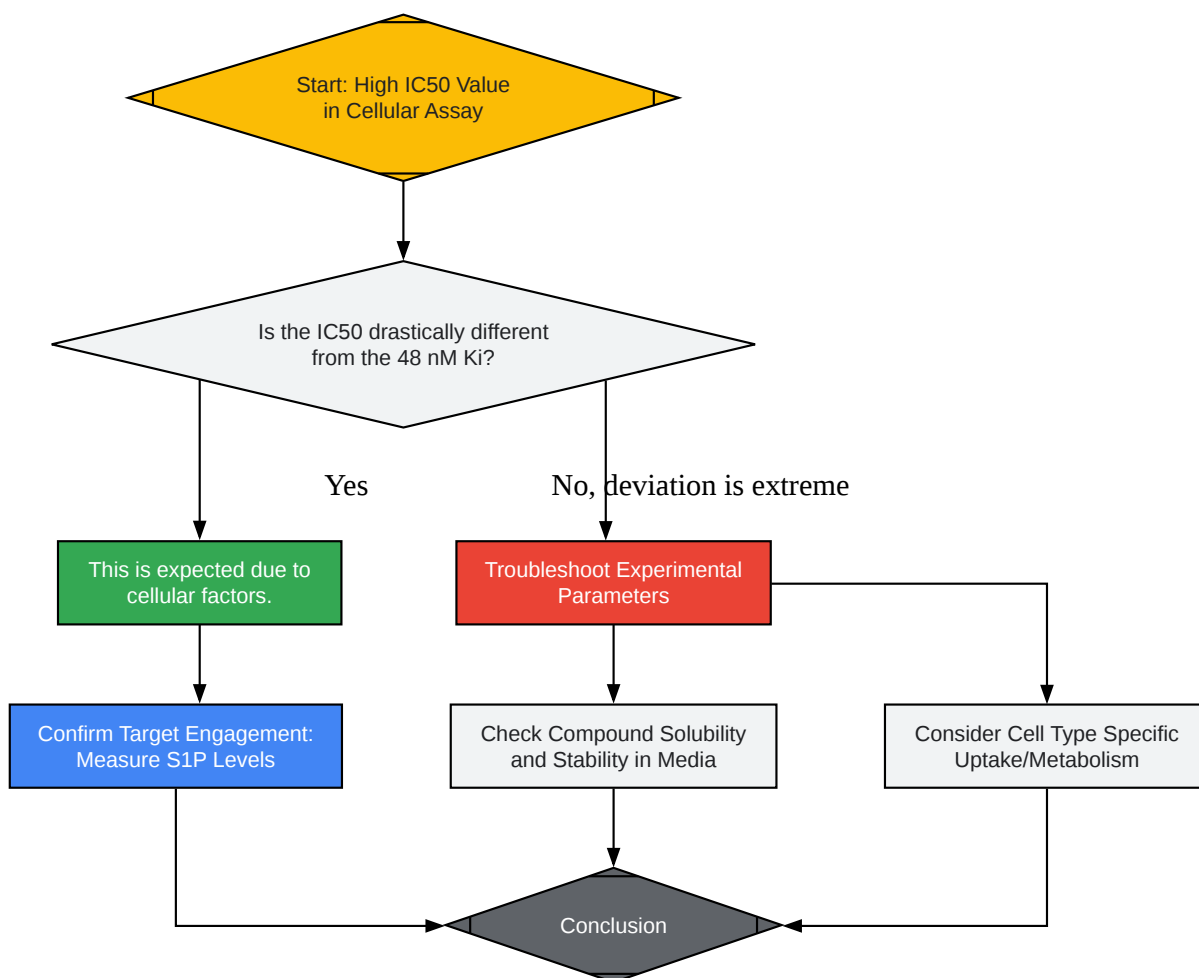 Start: High IC50 Value
in Cellular Assay
Is the IC50 drastically different
from the 48 nM Ki?
Yes
No, deviation is extreme
This is expected due to
cellular factors.
Troubleshoot Experimental
Parameters
Confirm Target Engagement:
Measure S1P Levels
Check Compound Solubility
and Stability in Media
Consider Cell Type Specific
Uptake/Metabolism
Conclusion